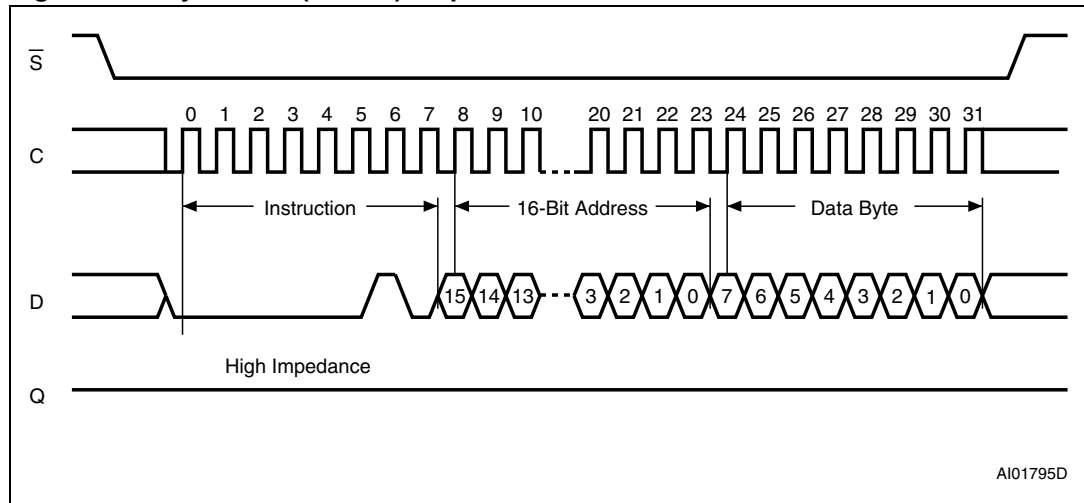 S
0 1 2 3 4 5 6 7 8 9 10 20 21 22 23 24 25 26 27 28 29 30 31
C
Instruction 16-Bit Address Data Byte
D
15 14 13 3 2 1 0 7 6 5 4 3 2 1 0
High Impedance
Q
AI01795D